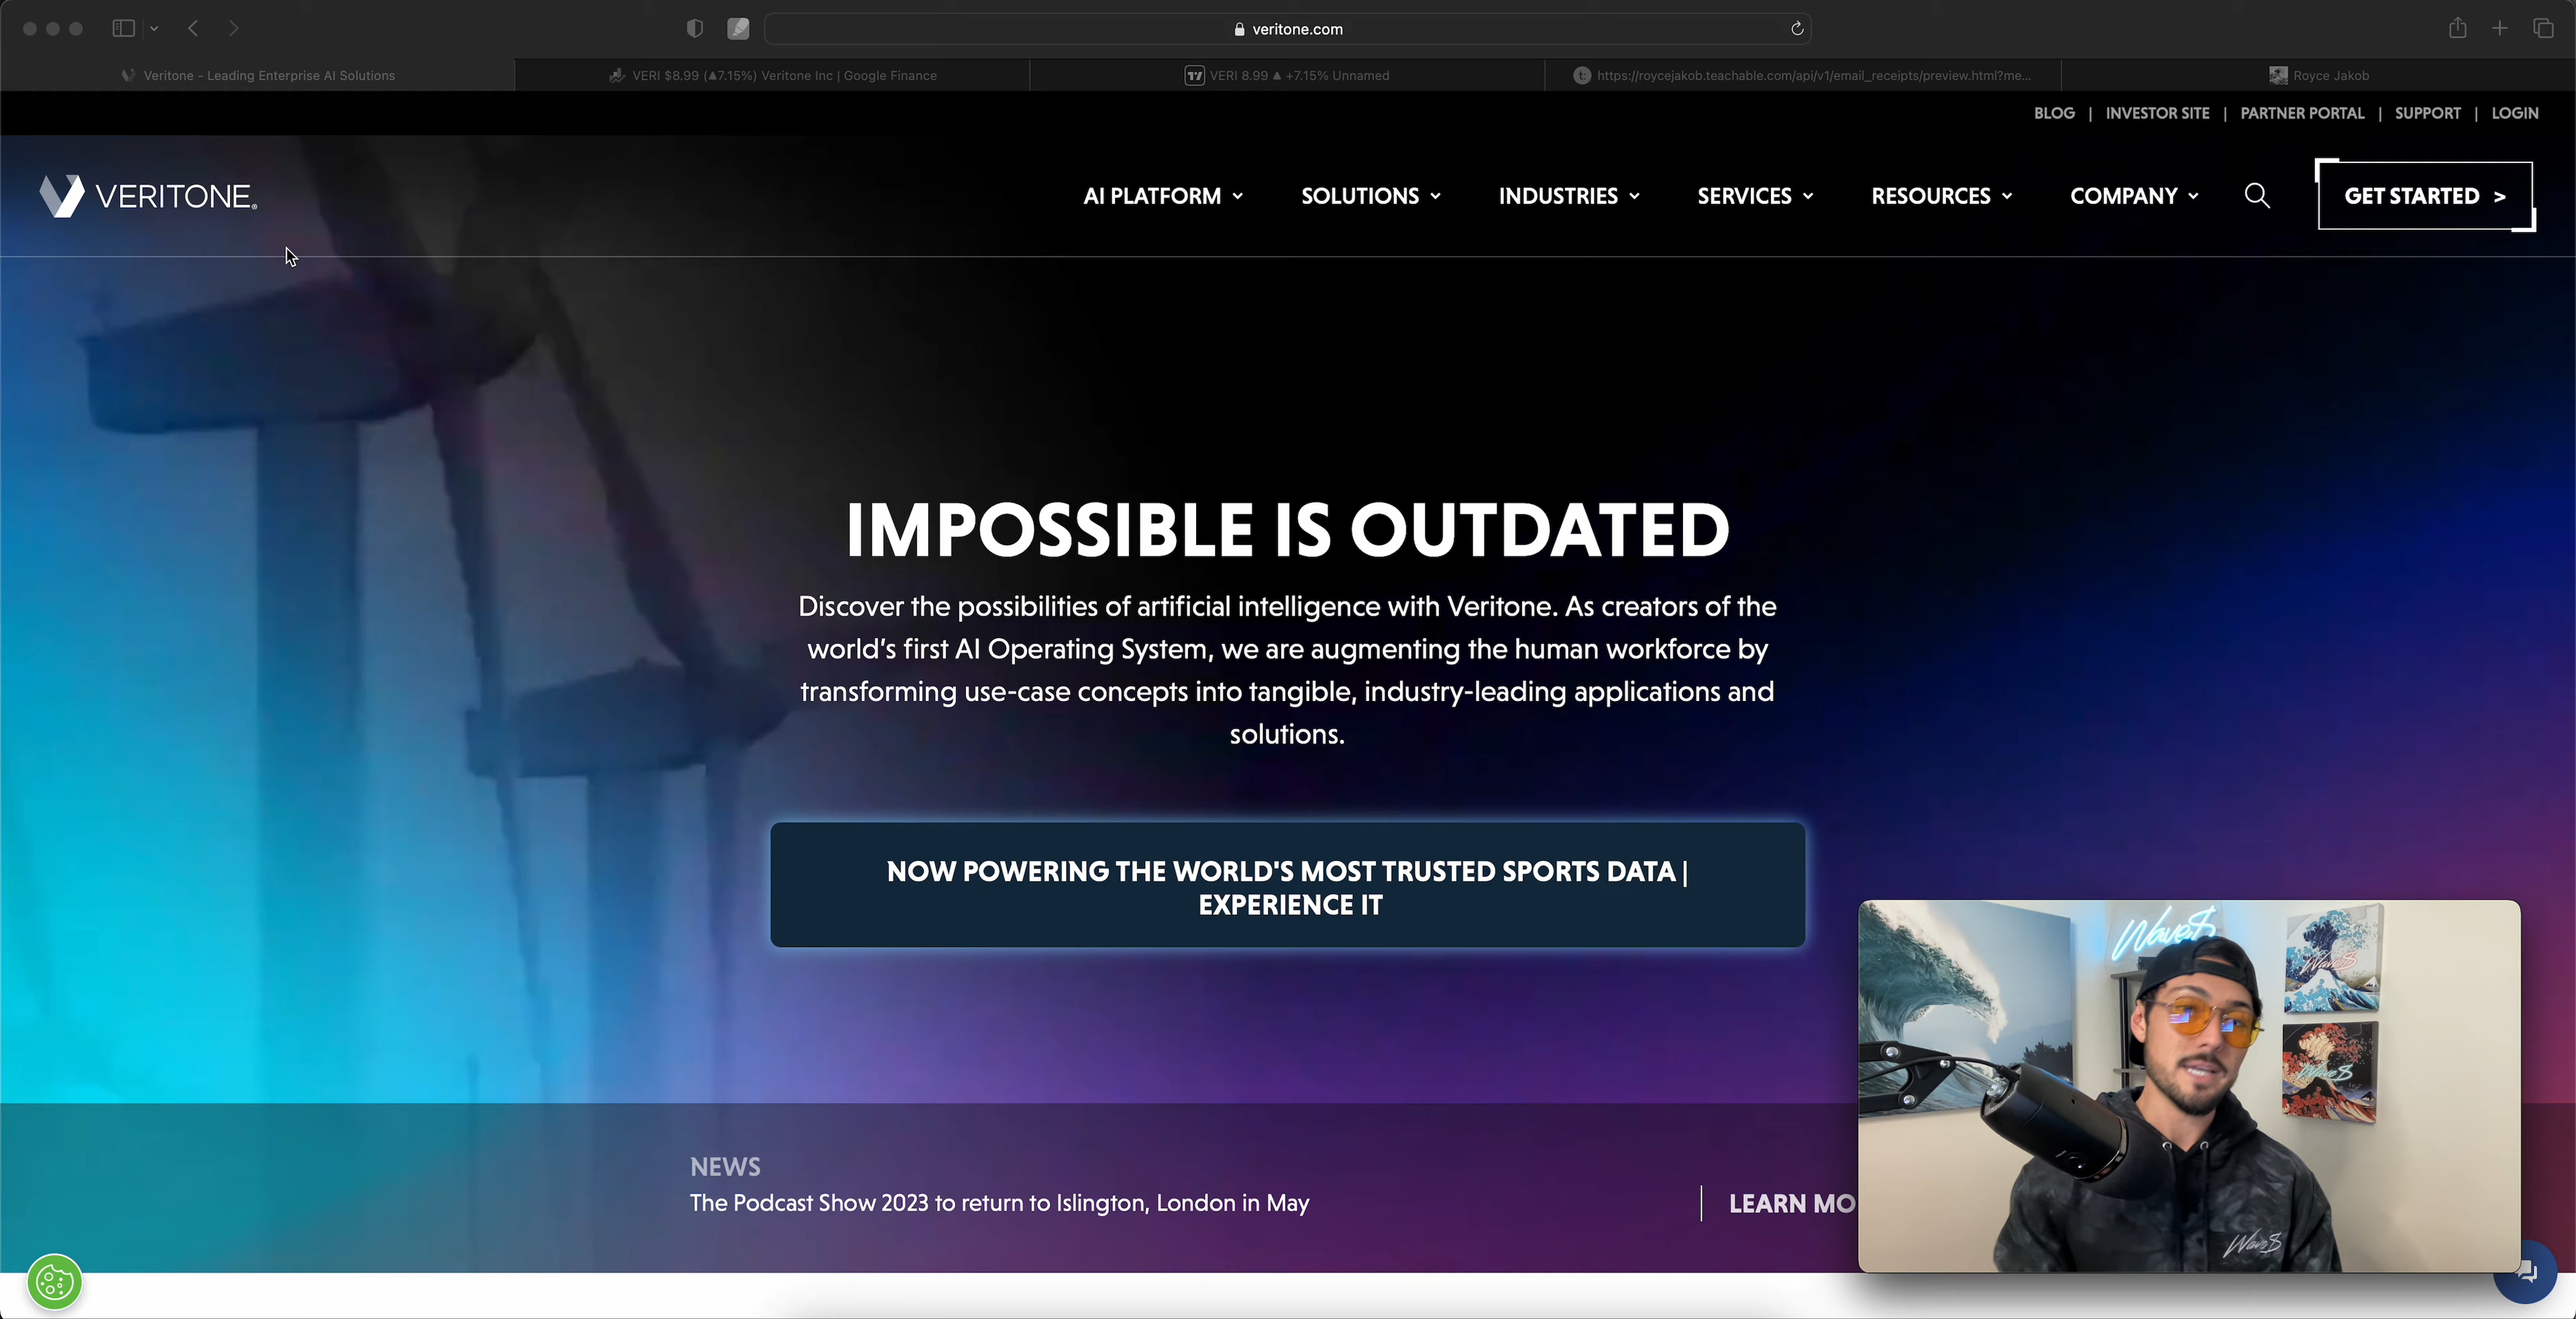 veritone.com
Veritone - Leading Enterprise AI Solutions
VERI $8.99 (▲7.15%) Veritone Inc | Google Finance
VERI 8.99 ▲ +7.15% Unnamed
https://roycejakob.teachable.com/api/v1/email_receipts/preview.html?me...
Royce Jakob
BLOG | INVESTOR SITE | PARTNER PORTAL | SUPPORT | LOGIN
VERITONE®
AI PLATFORM
SOLUTIONS
INDUSTRIES
SERVICES
RESOURCES
COMPANY
GET STARTED >
IMPOSSIBLE IS OUTDATED
Discover the possibilities of artificial intelligence with Veritone. As creators of the
world's first AI Operating System, we are augmenting the human workforce by
transforming use-case concepts into tangible, industry-leading applications and
solutions.
NOW POWERING THE WORLD'S MOST TRUSTED SPORTS DATA |
EXPERIENCE IT
NEWS
The Podcast Show 2023 to return to Islington, London in May
LEARN MO
Wave$
Wave$
Wave$
Wave$